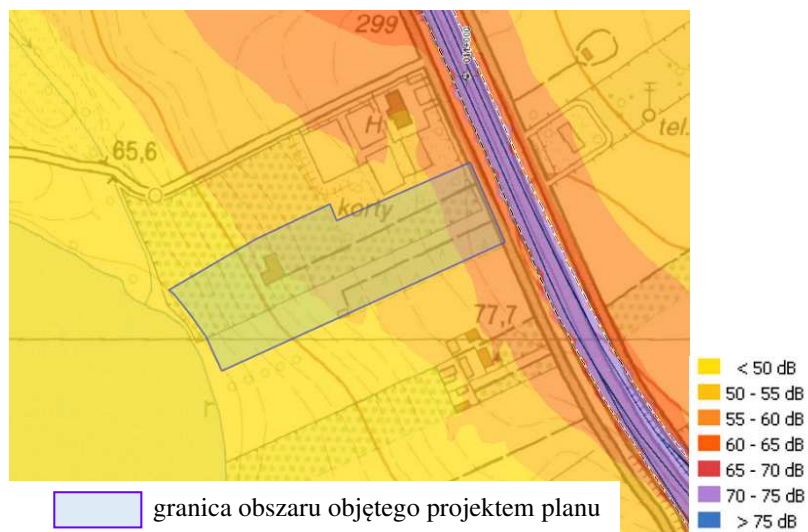 299
65,6
H
tel.
korty
77,7
< 50 dB
50 - 55 dB
55 - 60 dB
60 - 65 dB
65 - 70 dB
70 - 75 dB
> 75 dB
granica obszaru objętego projektem planu